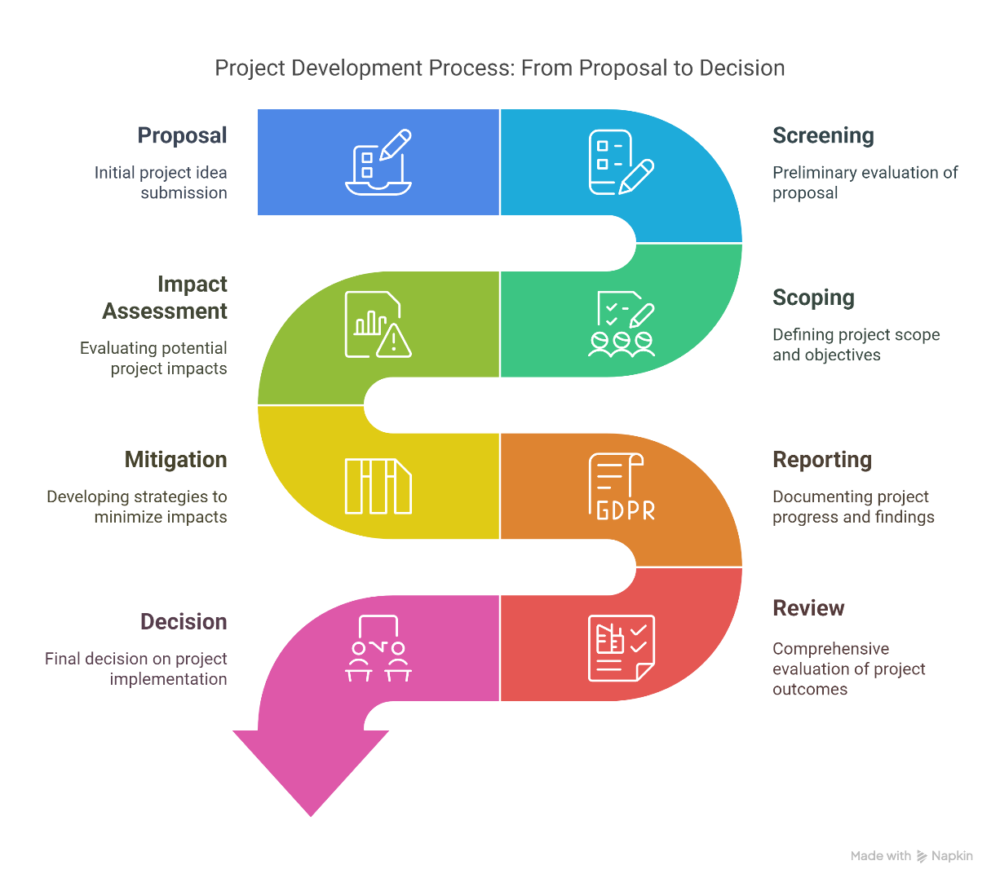 Project Development Process: From Proposal to Decision
Proposal
Initial project idea
submission
Screening
Preliminary evaluation of
proposal
Impact
Assessment
Evaluating potential
project impacts
Scoping
Defining project scope
and objectives
Mitigation
Developing strategies to
minimize impacts
GDPR
Reporting
Documenting project
progress and findings
Decision
Final decision on project
implementation
Review
Comprehensive
evaluation of project
outcomes
Made with Napkin